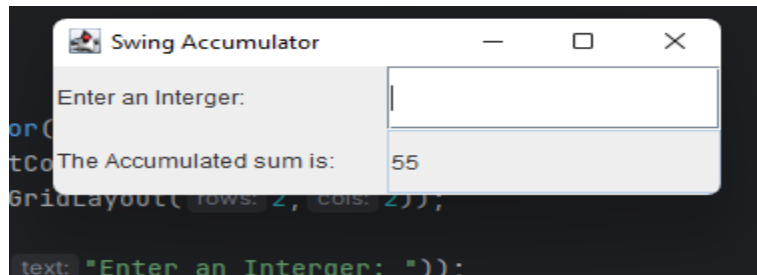 Swing Accumulator
Enter an Interger:
or(
The Accumulated sum is: 55
tCo
GridLayout( rows: 2, cols: 2));
text: "Enter an Interger: "));